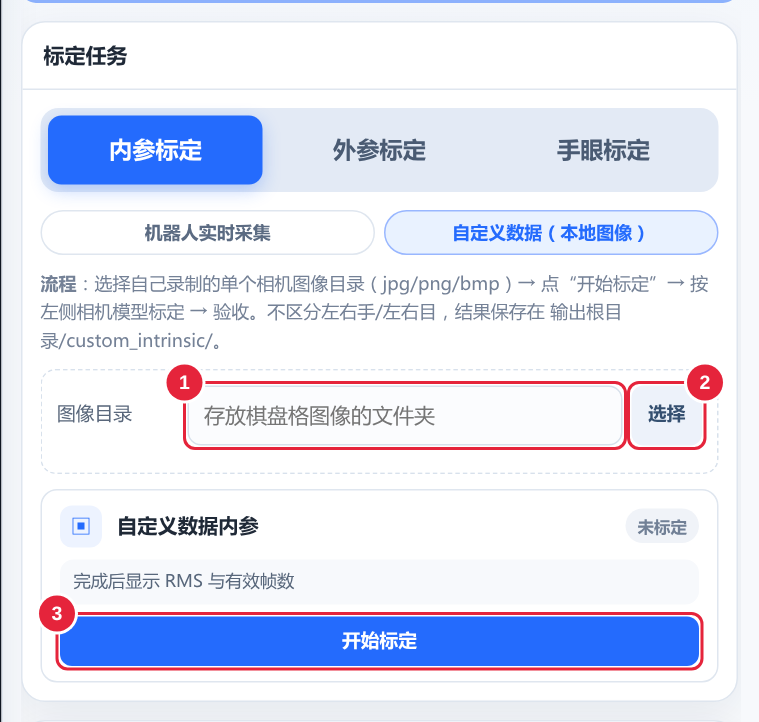 标定任务
内参标定 外参标定 手眼标定
机器人实时采集 自定义数据（本地图像）
流程：选择自己录制的单个相机图像目录（jpg/png/bmp）→ 点“开始标定”→ 按
左侧相机模型标定 → 验收。不区分左右手/左右目，结果保存在 输出根目
录/custom_intrinsic/。
1 2
图像目录 存放棋盘格图像的文件夹 选择
自定义数据内参 未标定
完成后显示 RMS 与有效帧数
3
开始标定